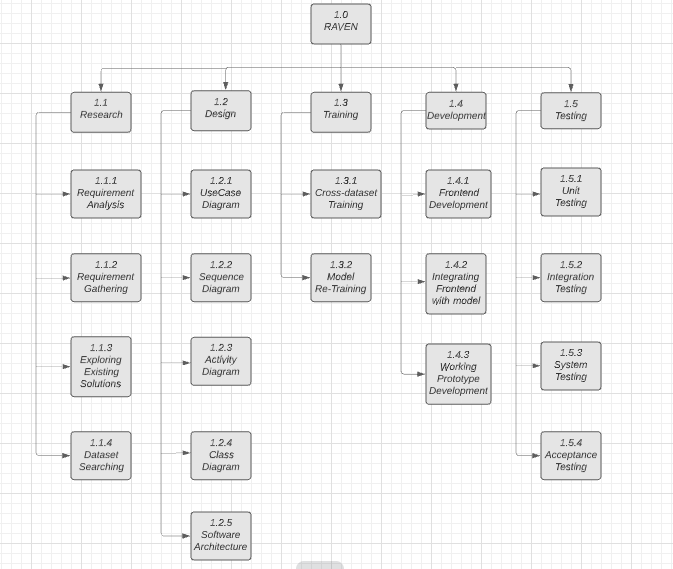 1.0
RAVEN
1.1
Research
1.2
Design
1.3
Training
1.4
Development
1.5
Testing
1.1.1
Requirement
Analysis
1.2.1
UseCase
Diagram
1.3.1
Cross-dataset
Training
1.4.1
Frontend
Development
1.5.1
Unit
Testing
1.1.2
Requirement
Gathering
1.2.2
Sequence
Diagram
1.3.2
Model
Re-Training
1.4.2
Integrating
Frontend
with model
1.5.2
Integration
Testing
1.1.3
Exploring
Existing
Solutions
1.2.3
Activity
Diagram
1.4.3
Working
Prototype
Development
1.5.3
System
Testing
1.1.4
Dataset
Searching
1.2.4
Class
Diagram
1.5.4
Acceptance
Testing
1.2.5
Software
Architecture